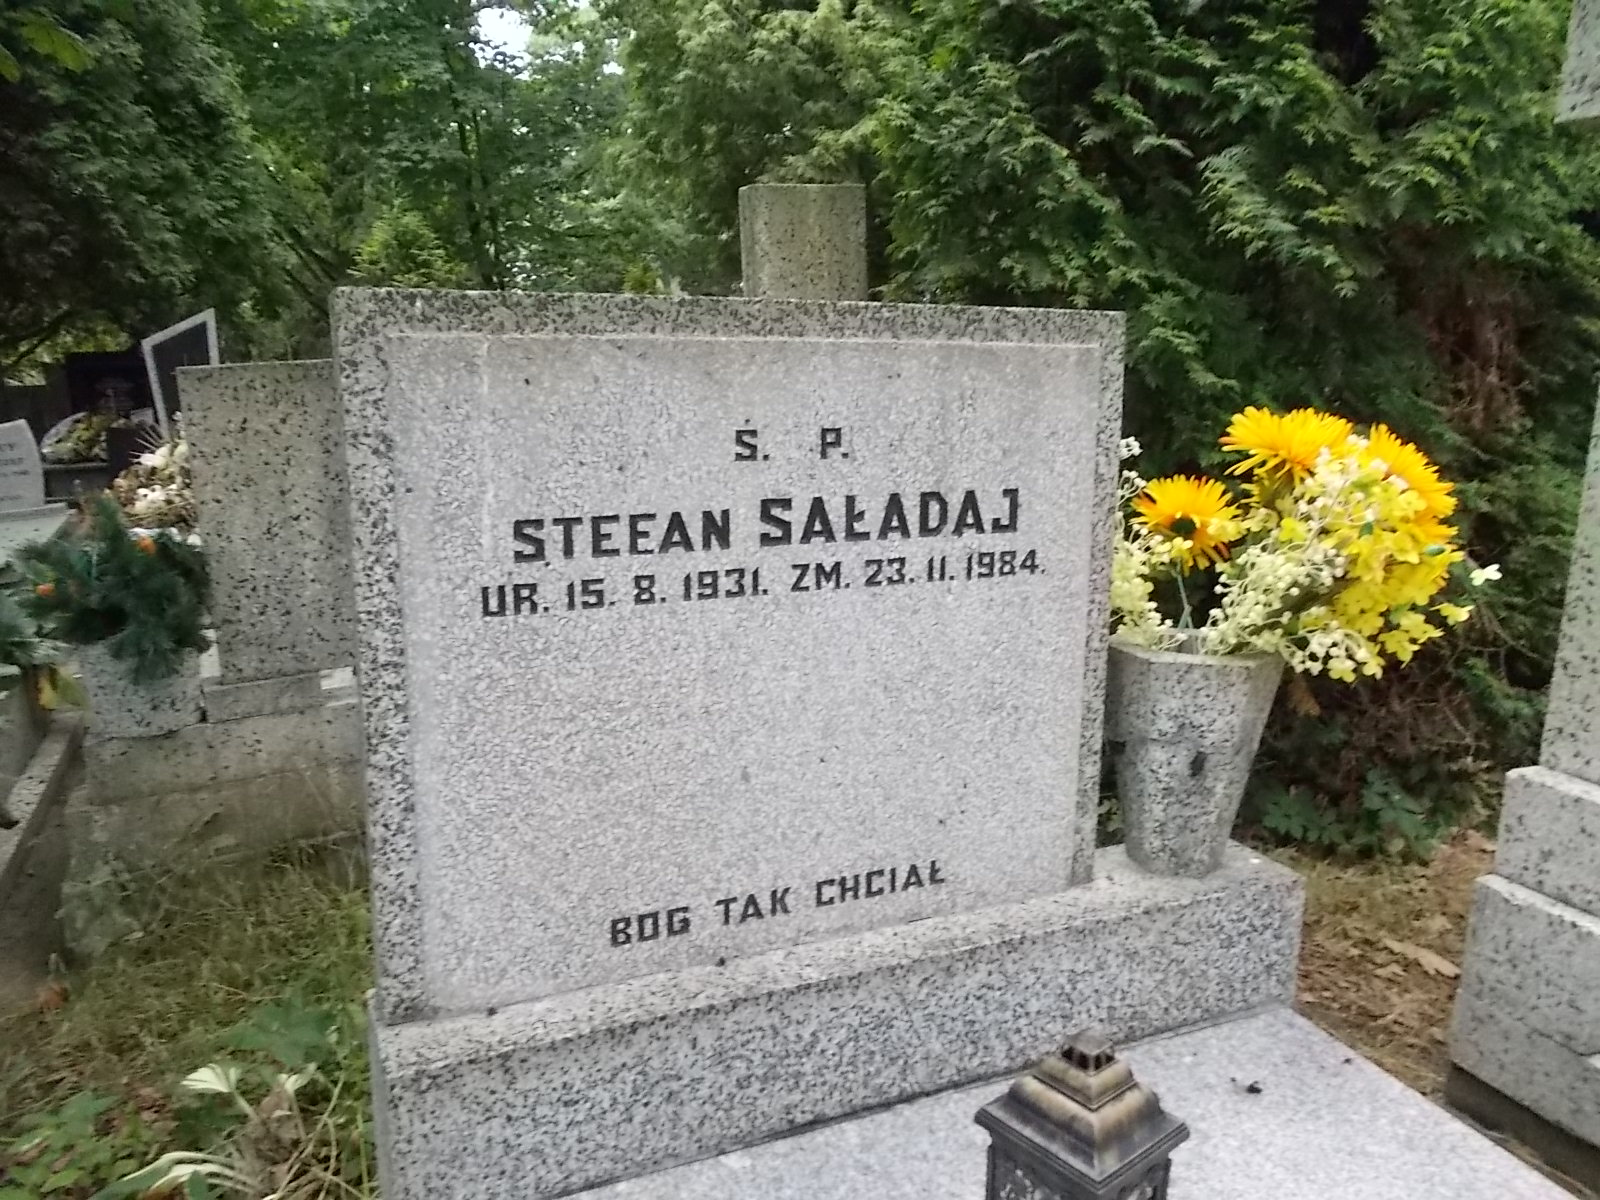 Ś. P.
STEEAN SAŁADAJ
UR. 15. 8. 1931. ZM. 23. 11. 1984.
BOG TAK CHCIAŁ